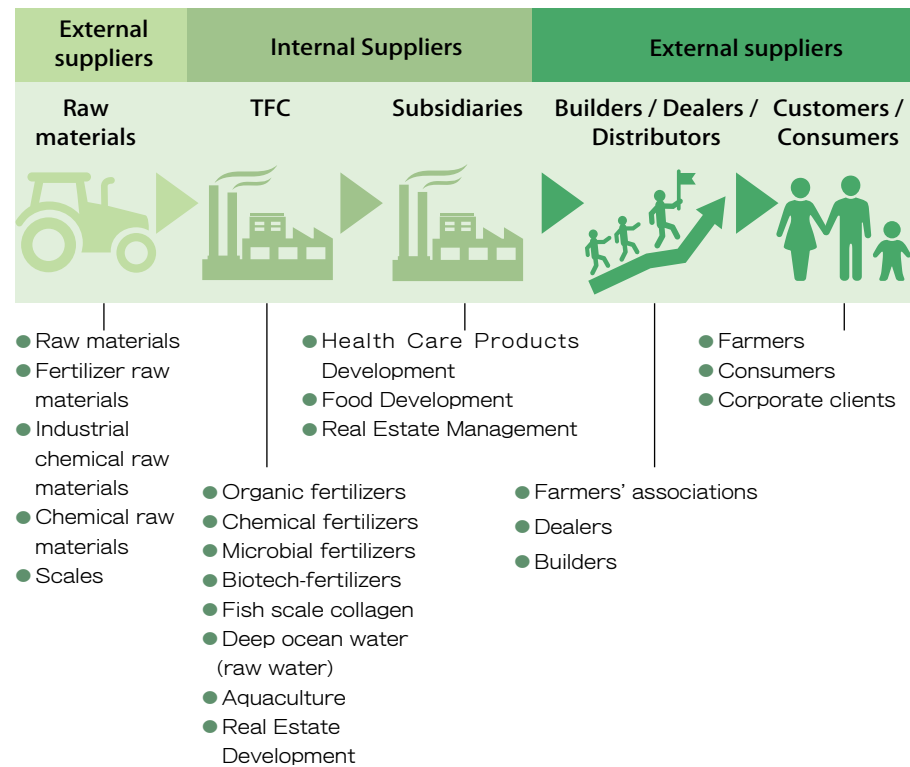 External
suppliers
Internal Suppliers
External suppliers
Raw
materials
TFC
Subsidiaries
Builders / Dealers /
Distributors
Customers /
Consumers
● Raw materials
● Fertilizer raw
materials
● Industrial
chemical raw
materials
● Chemical raw
materials
● Scales
● Organic fertilizers
● Chemical fertilizers
● Microbial fertilizers
● Biotech-fertilizers
● Fish scale collagen
● Deep ocean water
(raw water)
● Aquaculture
● Real Estate
Development
● Health Care Products
Development
● Food Development
● Real Estate Management
● Farmers’ associations
● Dealers
● Builders
● Farmers
● Consumers
● Corporate clients